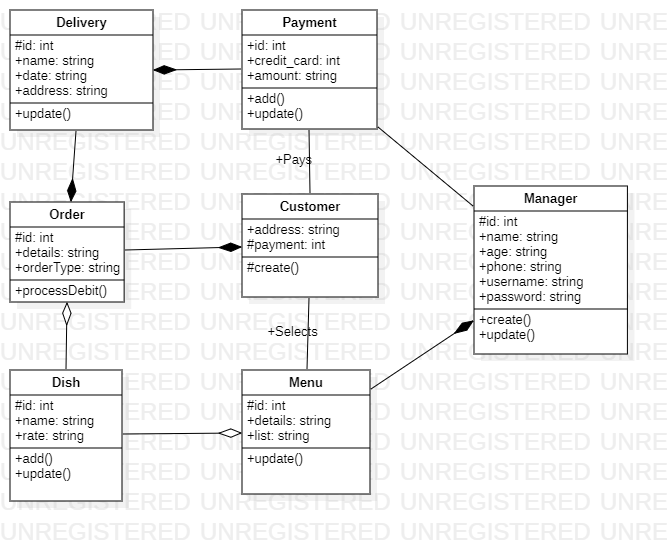 Delivery
#id: int
+name: string
+date: string
+address: string
+update()
Payment
+id: int
+credit_card: int
+amount: string
+add()
+update()
+Pays
Order
#id: int
+details: string
+orderType: string
+processDebit()
Customer
+address: string
#payment: int
#create()
Manager
#id: int
+name: string
+age: string
+phone: string
+username: string
+password: string
+create()
+update()
+Selects
Dish
#id: int
+name: string
+rate: string
+add()
+update()
Menu
#id: int
+details: string
+list: string
+update()
UNREGISTERED